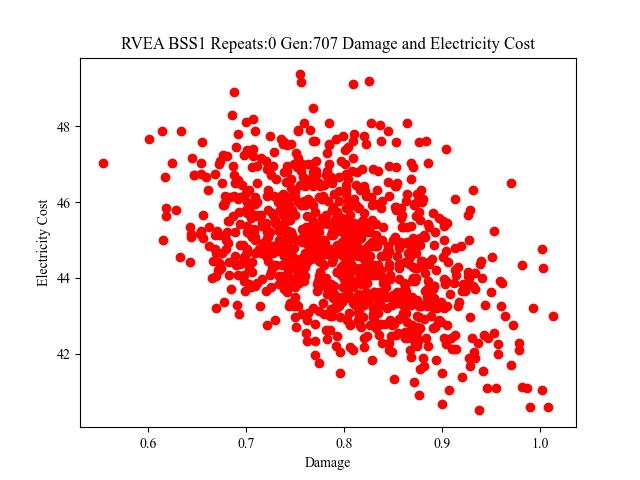 RVEA BSS1 Repeats:0 Gen:707 Damage and Electricity Cost
48
46
44
42
Electricity Cost
0.6 0.7 0.8 0.9 1.0
Damage